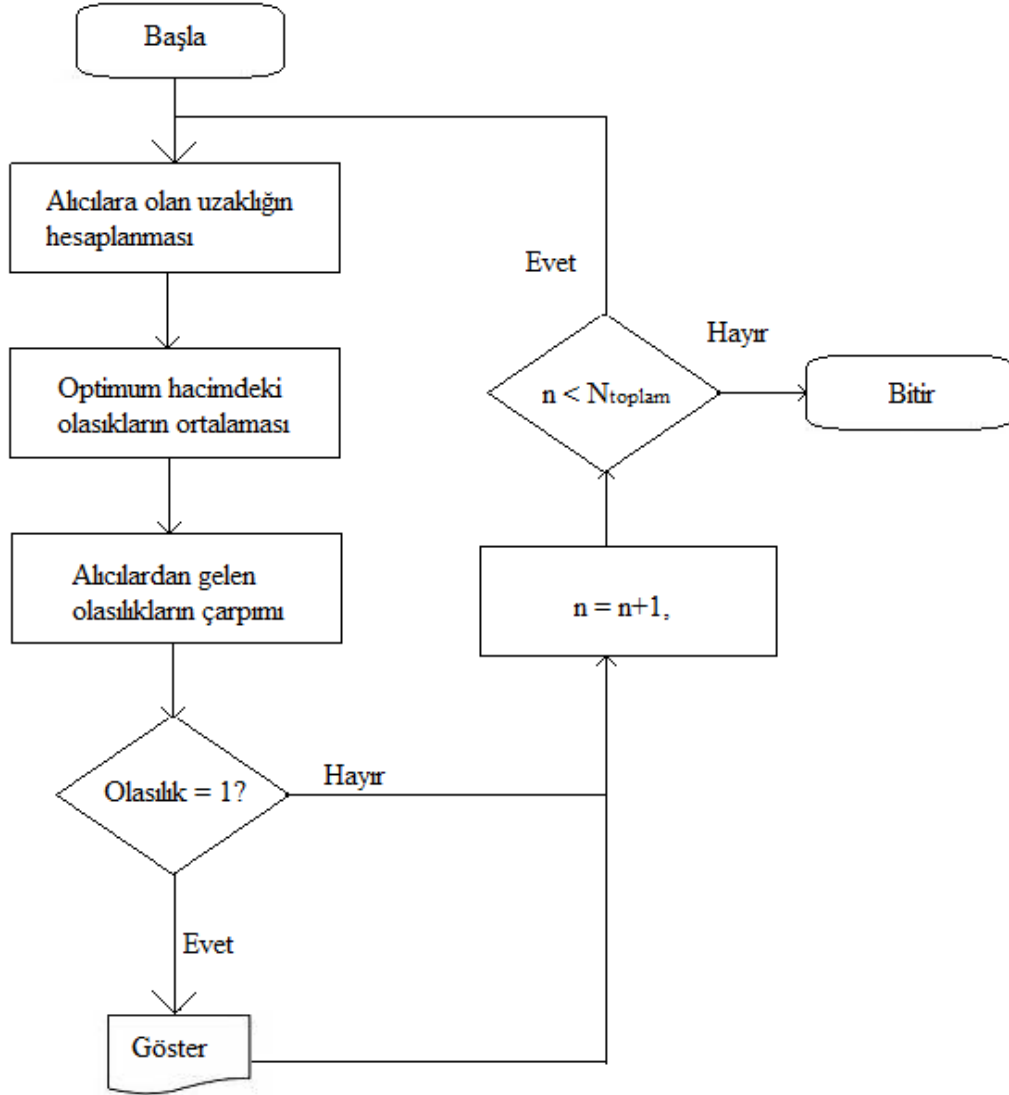 Başla
Alıcılara olan uzaklığın
hesaplanması
Optimum hacimdeki
olasıkların ortalaması
Alıcılardan gelen
olasılıkların çarpımı
Olasılık = 1?
Hayır
Evet
Göster
n = n+1,
n < Ntoplam
Evet
Hayır
Bitir